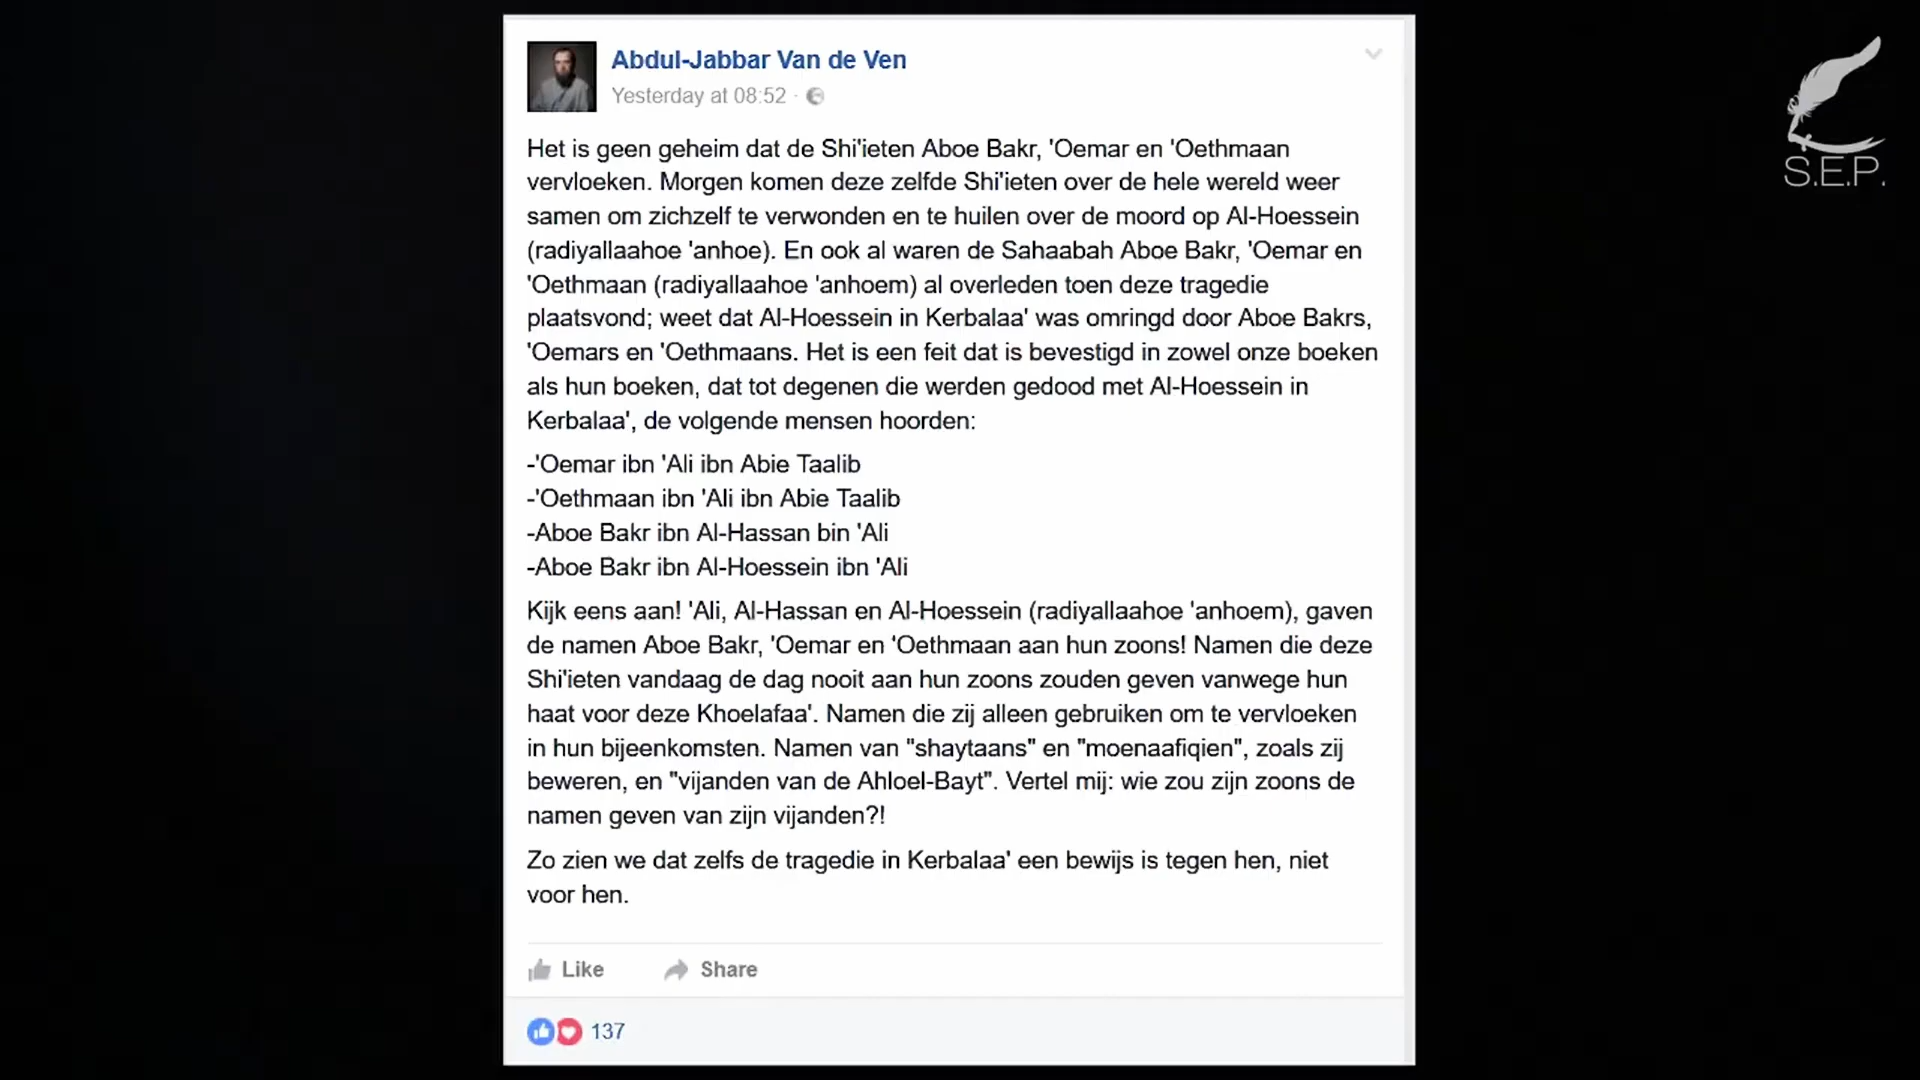 Abdul-Jabbar Van de Ven
Yesterday at 08:52 ·
Het is geen geheim dat de Shi'ieten Aboe Bakr, 'Oemar en 'Oethmaan
vervloeken. Morgen komen deze zelfde Shi'ieten over de hele wereld weer
samen om zichzelf te verwonden en te huilen over de moord op Al-Hoessein
(radiyallaahoe 'anhoe). En ook al waren de Sahaabah Aboe Bakr, 'Oemar en
'Oethmaan (radiyallaahoe 'anhoem) al overleden toen deze tragedie
plaatsvond; weet dat Al-Hoessein in Kerbalaa' was omringd door Aboe Bakrs,
'Oemars en 'Oethmaans. Het is een feit dat is bevestigd in zowel onze boeken
als hun boeken, dat tot degenen die werden gedood met Al-Hoessein in
Kerbalaa', de volgende mensen hoorden:
-'Oemar ibn 'Ali ibn Abie Taalib
-'Oethmaan ibn 'Ali ibn Abie Taalib
-Aboe Bakr ibn Al-Hassan bin 'Ali
-Aboe Bakr ibn Al-Hoessein ibn 'Ali
Kijk eens aan! 'Ali, Al-Hassan en Al-Hoessein (radiyallaahoe 'anhoem), gaven
de namen Aboe Bakr, 'Oemar en 'Oethmaan aan hun zoons! Namen die deze
Shi'ieten vandaag de dag nooit aan hun zoons zouden geven vanwege hun
haat voor deze Khoelafaa'. Namen die zij alleen gebruiken om te vervloeken
in hun bijeenkomsten. Namen van "shaytaans" en "moenaafiqien", zoals zij
beweren, en "vijanden van de Ahloel-Bayt". Vertel mij: wie zou zijn zoons de
namen geven van zijn vijanden?!
Zo zien we dat zelfs de tragedie in Kerbalaa' een bewijs is tegen hen, niet
voor hen.
Like Share
137
S.E.P.